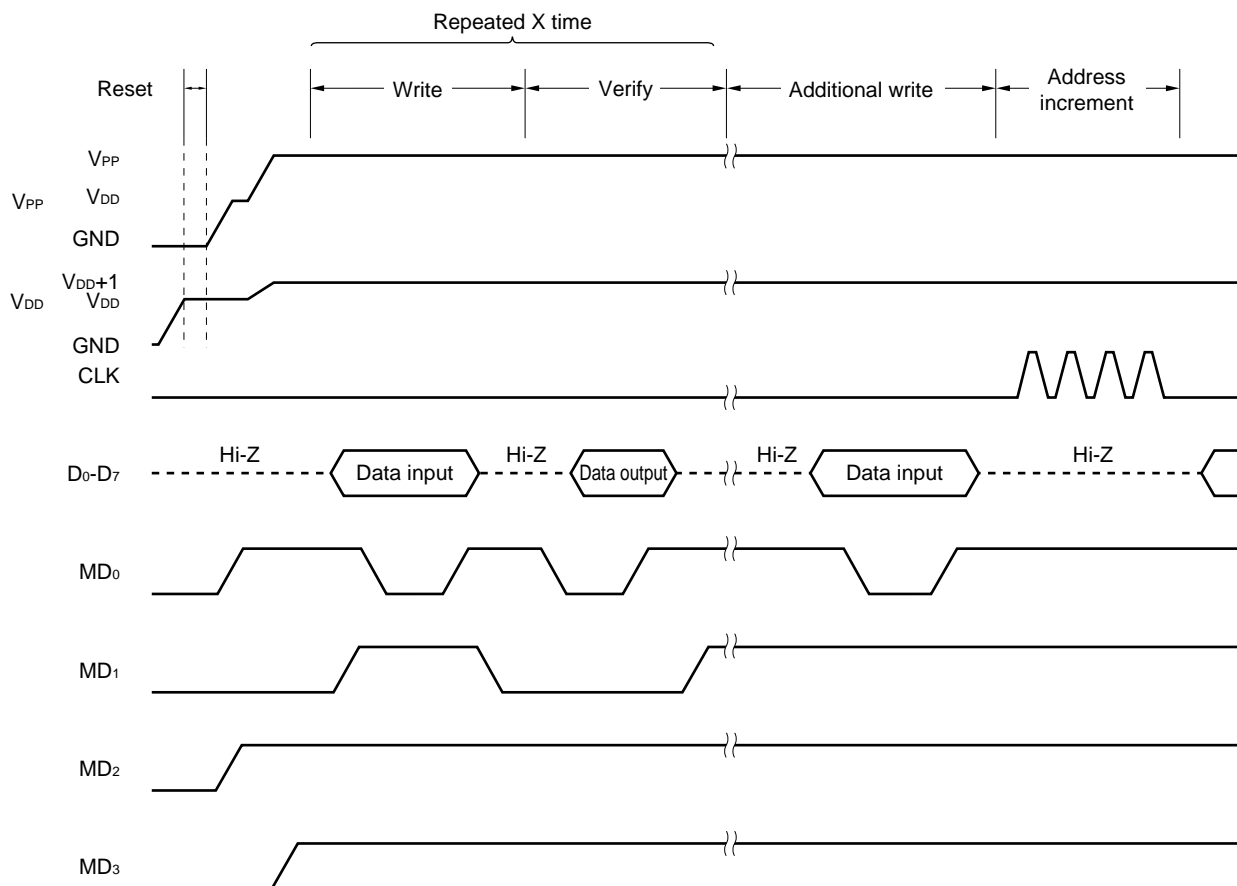 Repeated X time
Reset
Write
Verify
Additional write
Address
increment
VPP
VPP
VDD
GND
VDD
VDD+1
VDD
GND
CLK
D0-D7
Hi-Z
Data input
Hi-Z
Data output
Hi-Z
Data input
Hi-Z
MD0
MD1
MD2
MD3